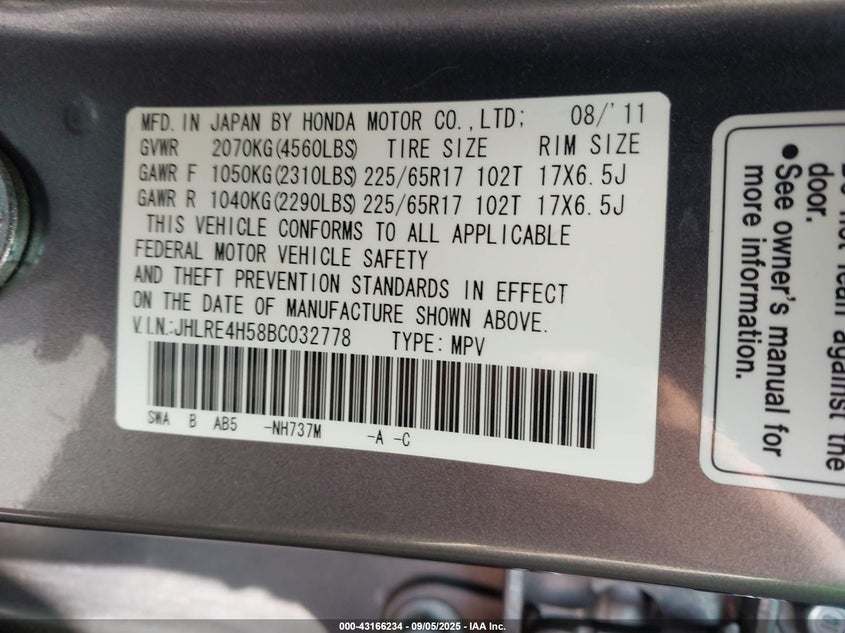 MFD. IN JAPAN BY HONDA MOTOR CO., LTD; 08/'11
GVWR 2070KG(4560LBS) TIRE SIZE RIM SIZE
GAWR F 1050KG(2310LBS) 225/65R17 102T 17X6.5J
GAWR R 1040KG(2290LBS) 225/65R17 102T 17X6.5J
THIS VEHICLE CONFORMS TO ALL APPLICABLE
FEDERAL MOTOR VEHICLE SAFETY
AND THEFT PREVENTION STANDARDS IN EFFECT
ON THE DATE OF MANUFACTURE SHOWN ABOVE.
V.I.N.:JHLRE4H58BC032778 TYPE: MPV
SWA B AB5 -NH737M -A -C
not lean against the
door.
●See owner's manual for
more information.
000-43166234 - 09/05/2025 - IAA Inc.